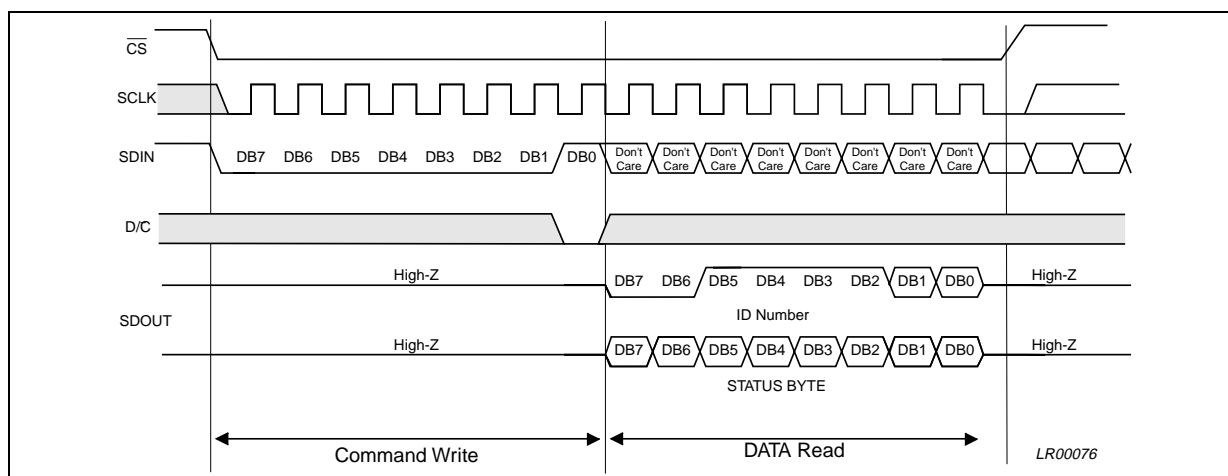 CS
SCLK
SDIN DB7 DB6 DB5 DB4 DB3 DB2 DB1 DB0 Don't Care Don't Care Don't Care Don't Care Don't Care Don't Care Don't Care Don't Care
D/C
High-Z DB7 DB6 DB5 DB4 DB3 DB2 DB1 DB0 High-Z
ID Number
SDOUT
High-Z DB7 DB6 DB5 DB4 DB3 DB2 DB1 DB0 High-Z
STATUS BYTE
Command Write DATA Read LR00076